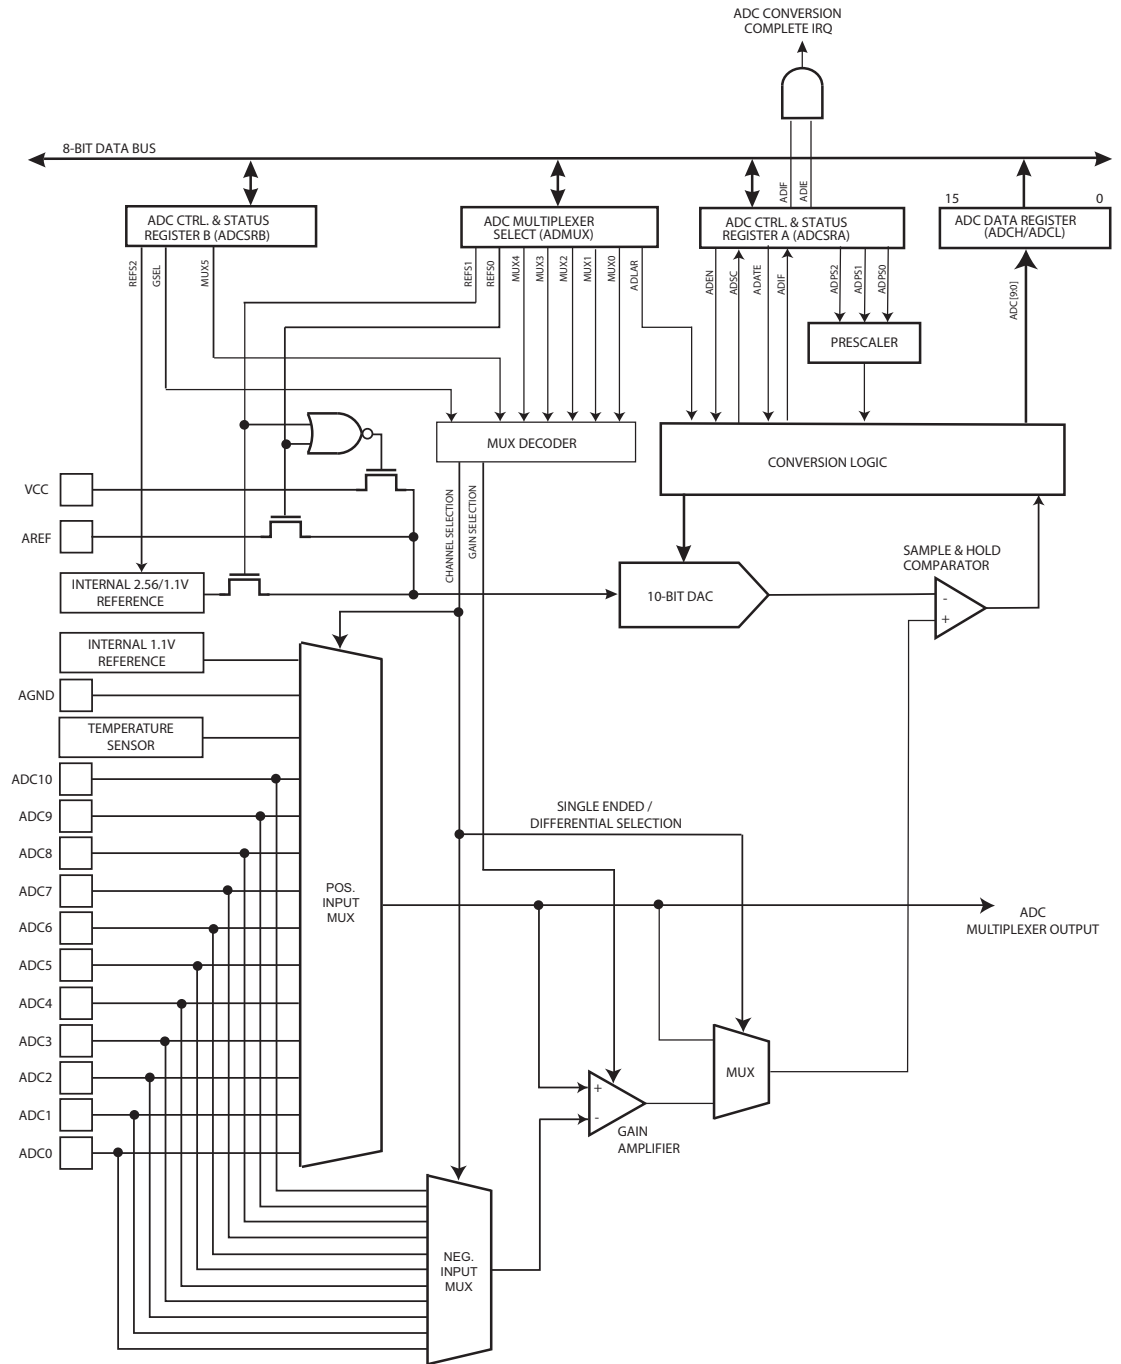 ADC CONVERSION
COMPLETE IRQ
8-BIT DATA BUS
ADIF
ADIE
15
0
ADC CTRL. & STATUS
REGISTER B (ADCSRB)
ADC MULTIPLEXER
SELECT (ADMUX)
ADC CTRL. & STATUS
REGISTER A (ADCSRA)
ADC DATA REGISTER
(ADCH/ADCL)
REFS2
GSEL
MUX5
REFS1
REFS0
MUX4
MUX3
MUX2
MUX1
MUX0
ADLAR
ADEN
ADSC
ADATE
ADIF
ADPS2
ADPS1
ADPS0
ADC[9:0]
PRESCALER
MUX DECODER
CONVERSION LOGIC
VCC
AREF
CHANNEL SELECTION
GAIN SELECTION
SAMPLE & HOLD
COMPARATOR
INTERNAL 2.56/1.1V
REFERENCE
10-BIT DAC
-
+
INTERNAL 1.1V
REFERENCE
AGND
TEMPERATURE
SENSOR
ADC10
ADC9
ADC8
ADC7
ADC6
ADC5
ADC4
ADC3
ADC2
ADC1
ADC0
SINGLE ENDED /
DIFFERENTIAL SELECTION
POS.
INPUT
MUX
ADC
MULTIPLEXER OUTPUT
MUX
+
-
GAIN
AMPLIFIER
NEG.
INPUT
MUX